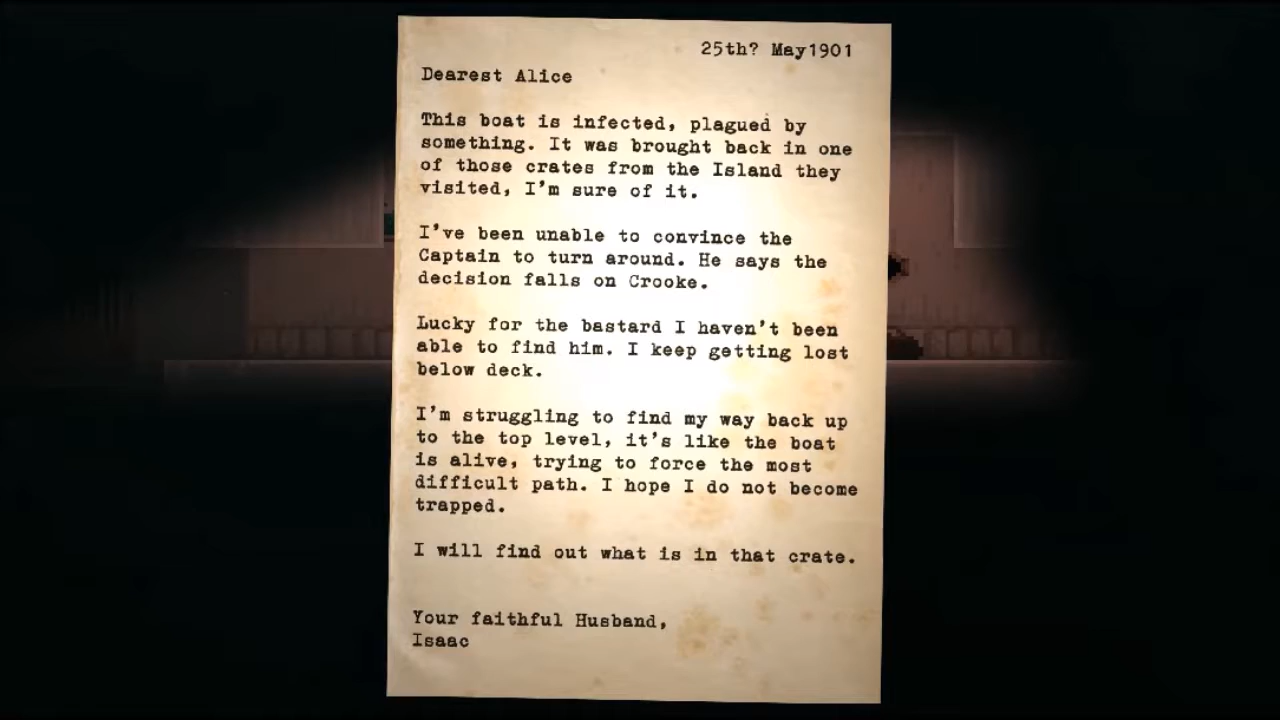 25th? May1901
Dearest Alice
This boat is infected, plagued by
something. It was brought back in one
of those crates from the Island they
visited, I'm sure of it.
I've been unable to convince the
Captain to turn around. He says the
decision falls on Crooke.
Lucky for the bastard I haven't been
able to find him. I keep getting lost
below deck.
I'm struggling to find my way back up
to the top level, it's like the boat
is alive, trying to force the most
difficult path. I hope I do not become
trapped.
I will find out what is in that crate.
Your faithful Husband,
Isaac